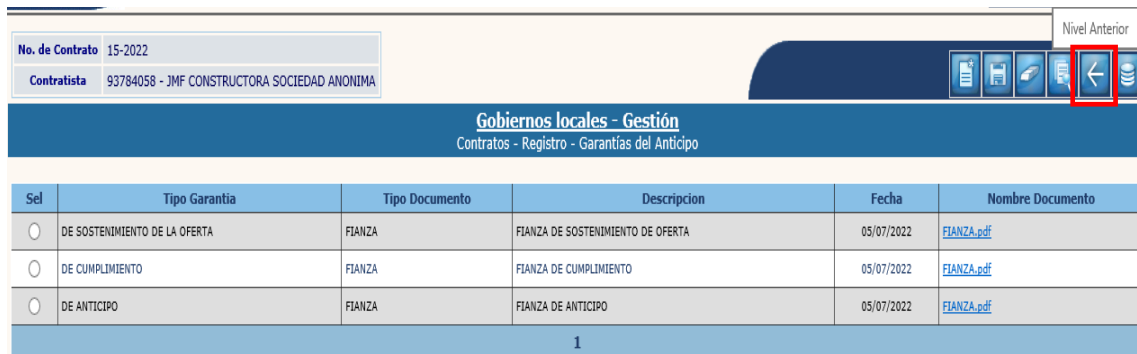 Nivel Anterior
No. de Contrato 15-2022
Contratista 93784058 - JMF CONSTRUCTORA SOCIEDAD ANONIMA
Gobiernos locales - Gestión
Contratos - Registro - Garantías del Anticipo
Sel Tipo Garantia Tipo Documento Descripcion Fecha Nombre Documento
DE SOSTENIMIENTO DE LA OFERTA FIANZA FIANZA DE SOSTENIMIENTO DE OFERTA 05/07/2022 FIANZA.pdf
DE CUMPLIMIENTO FIANZA FIANZA DE CUMPLIMIENTO 05/07/2022 FIANZA.pdf
DE ANTICIPO FIANZA FIANZA DE ANTICIPO 05/07/2022 FIANZA.pdf
1